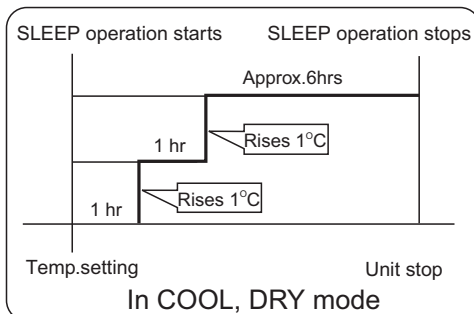 SLEEP operation starts
SLEEP operation stops
Approx.6hrs
1 hr
Rises 1°C
1 hr
Rises 1°C
Temp.setting
Unit stop
In COOL, DRY mode